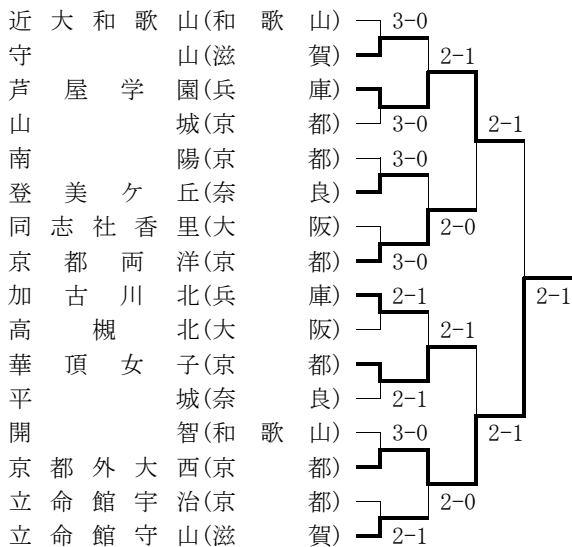 近大和歌山(和歌山) 3-0
守山(滋賀) 2-1
芦屋学園(兵庫)
山城(京都) 3-0 2-1
南陽(京都) 3-0
登美ケ丘(奈良)
同志社香里(大阪) 2-0
京都両洋(京都) 3-0
加古川北(兵庫) 2-1 2-1
高槻北(大阪) 2-1
華頂女子(京都)
平城(奈良) 2-1
開智(和歌山) 3-0 2-1
京都外大西(京都)
立命館宇治(京都) 2-0
立命館守山(滋賀) 2-1